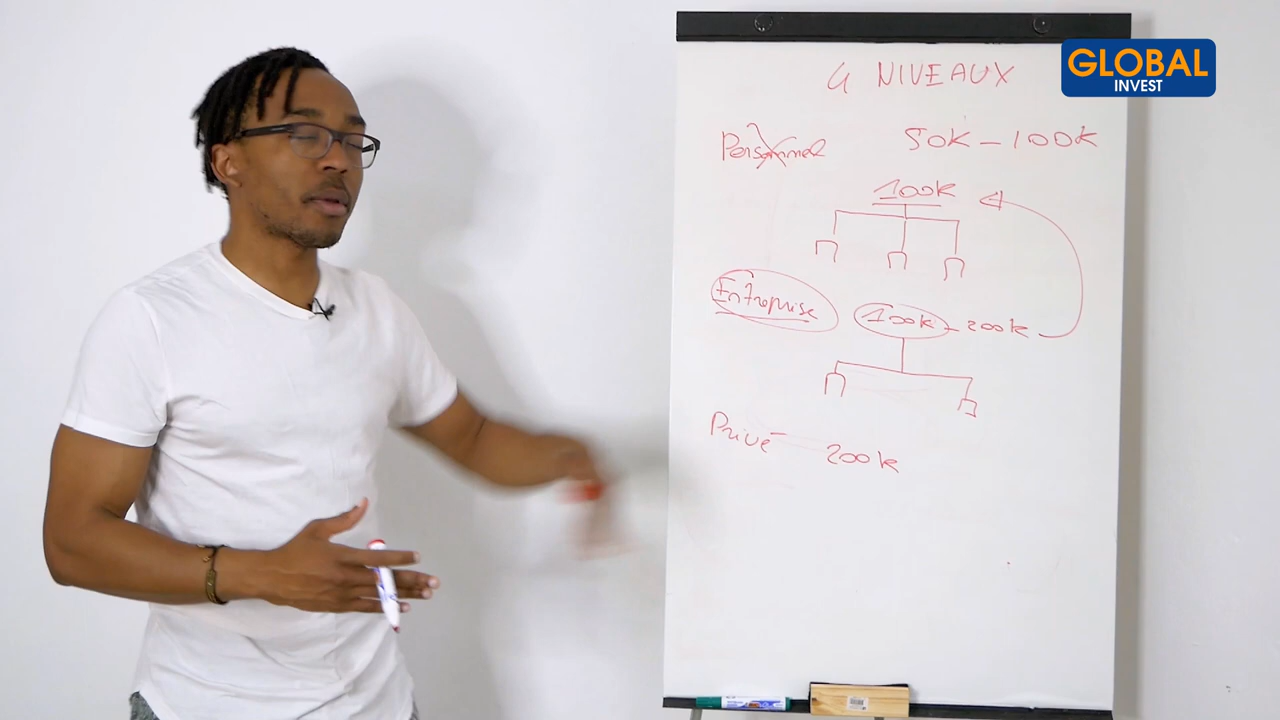 GLOBAL
INVEST
4 NIVEAUX
Personnel
50K - 100K
100K
Entreprise
100K - 200K
Privé
200K